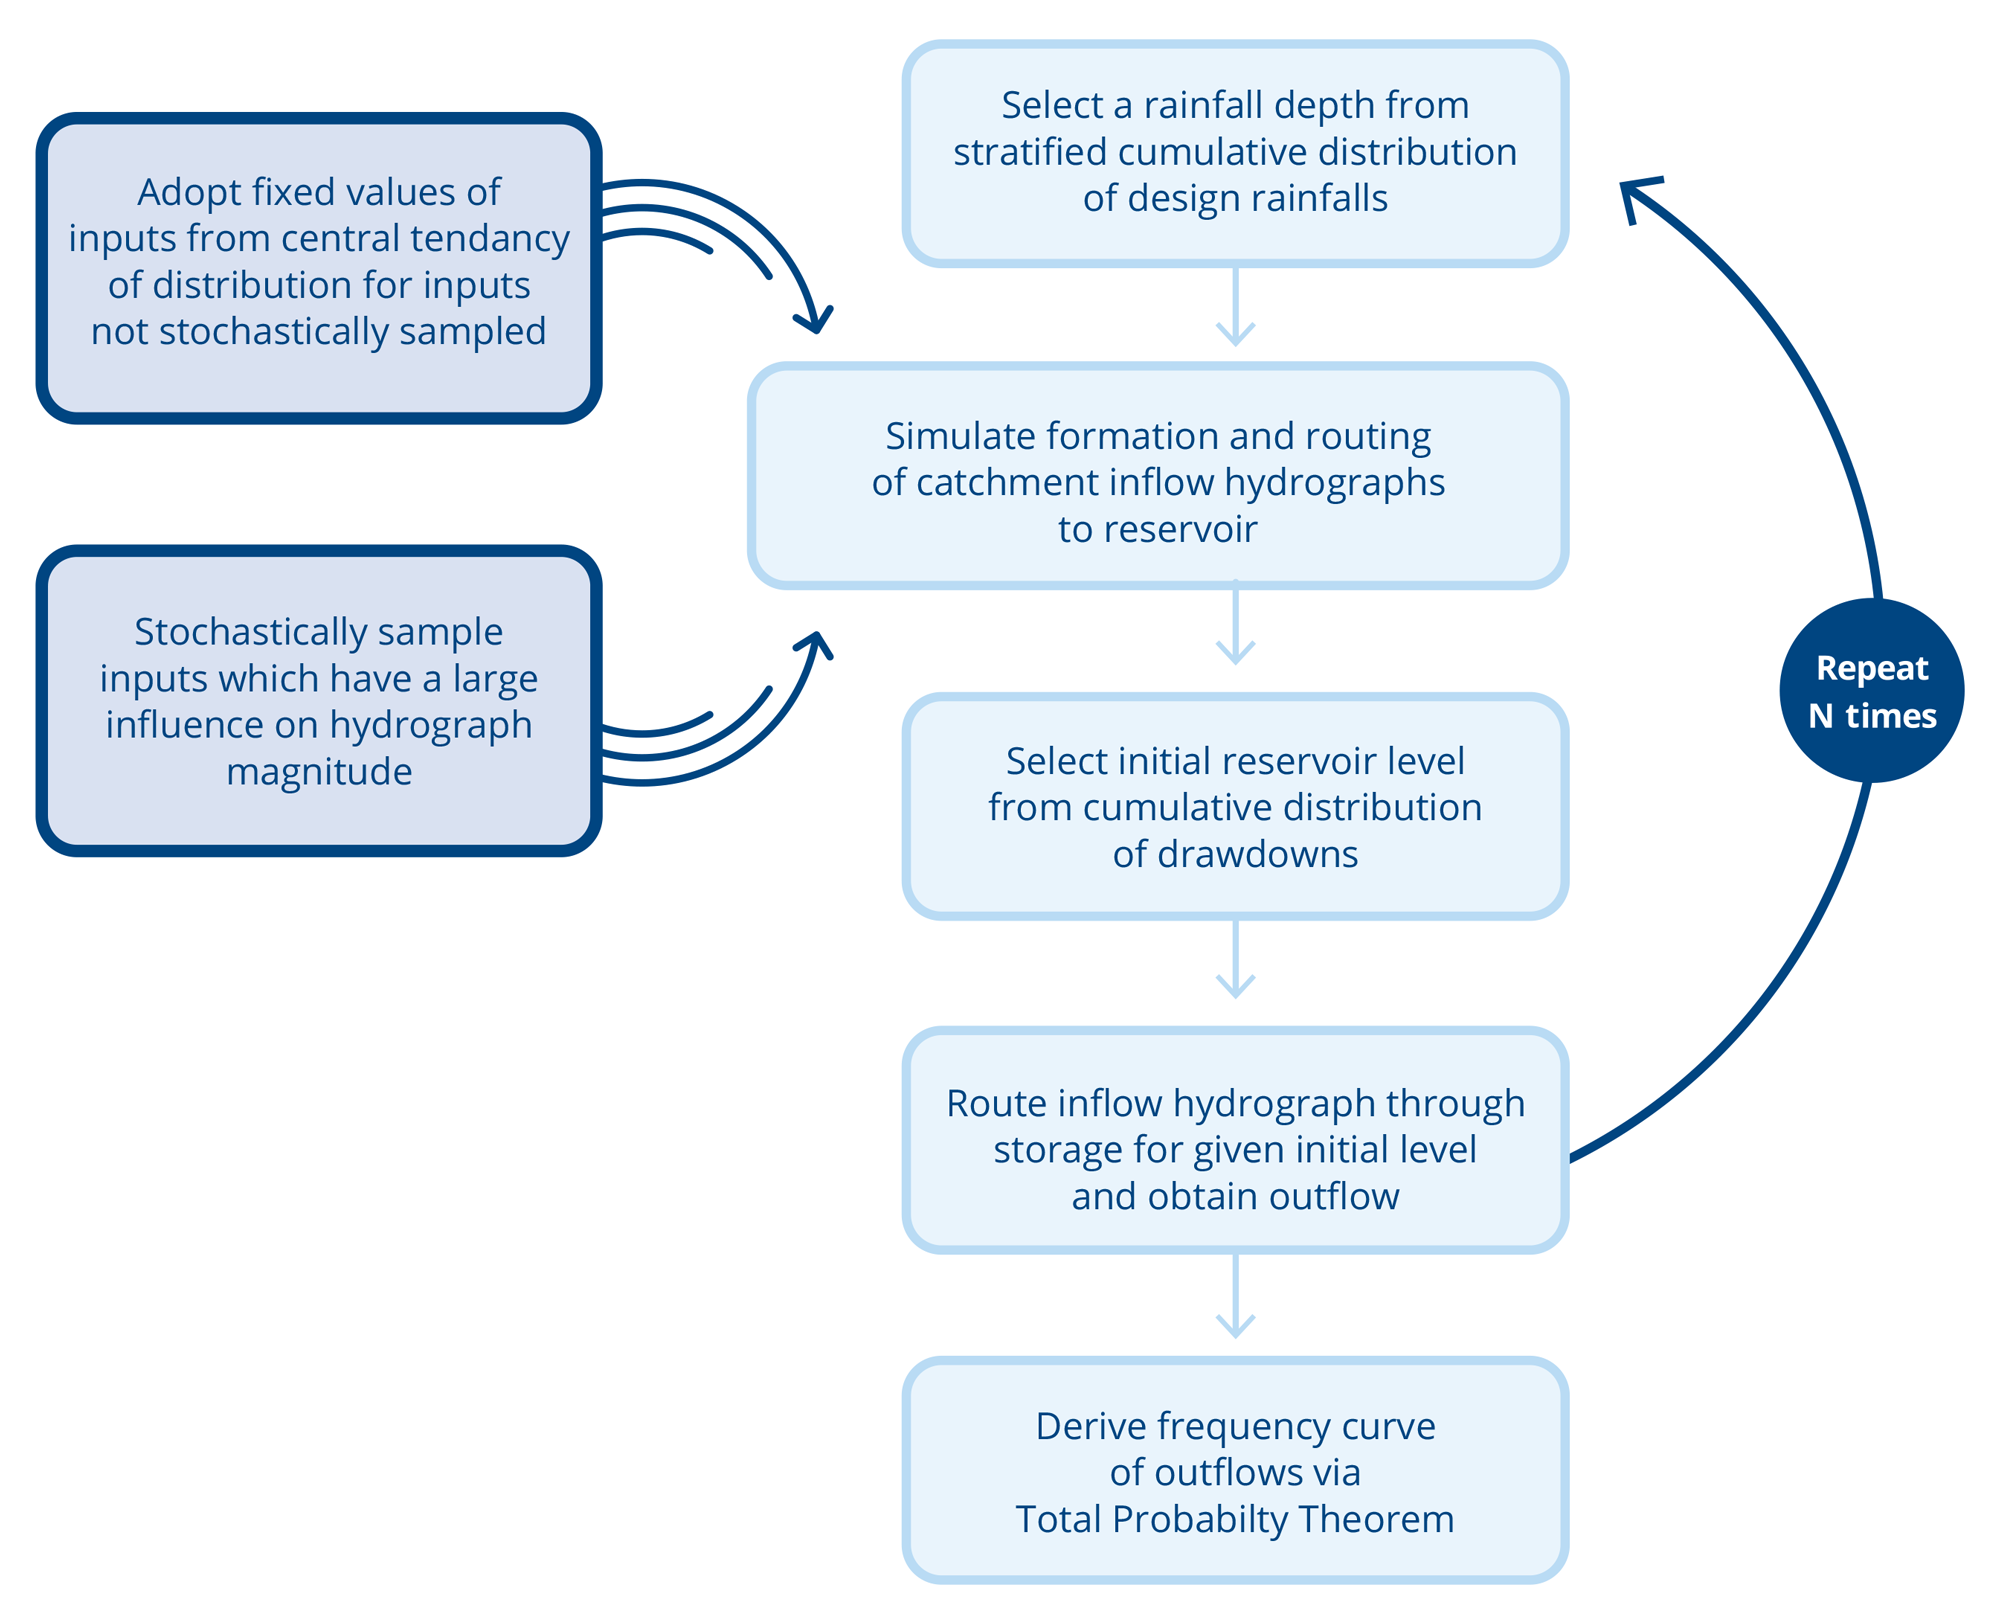 Select a rainfall depth from
stratified cumulative distribution
of design rainfalls
Adopt fixed values of
inputs from central tendancy
of distribution for inputs
not stochastically sampled
Simulate formation and routing
of catchment inflow hydrographs
to reservoir
Stochastically sample
inputs which have a large
influence on hydrograph
magnitude
Repeat
N times
Select initial reservoir level
from cumulative distribution
of drawdowns
Route inflow hydrograph through
storage for given initial level
and obtain outflow
Derive frequency curve
of outflows via
Total Probabilty Theorem